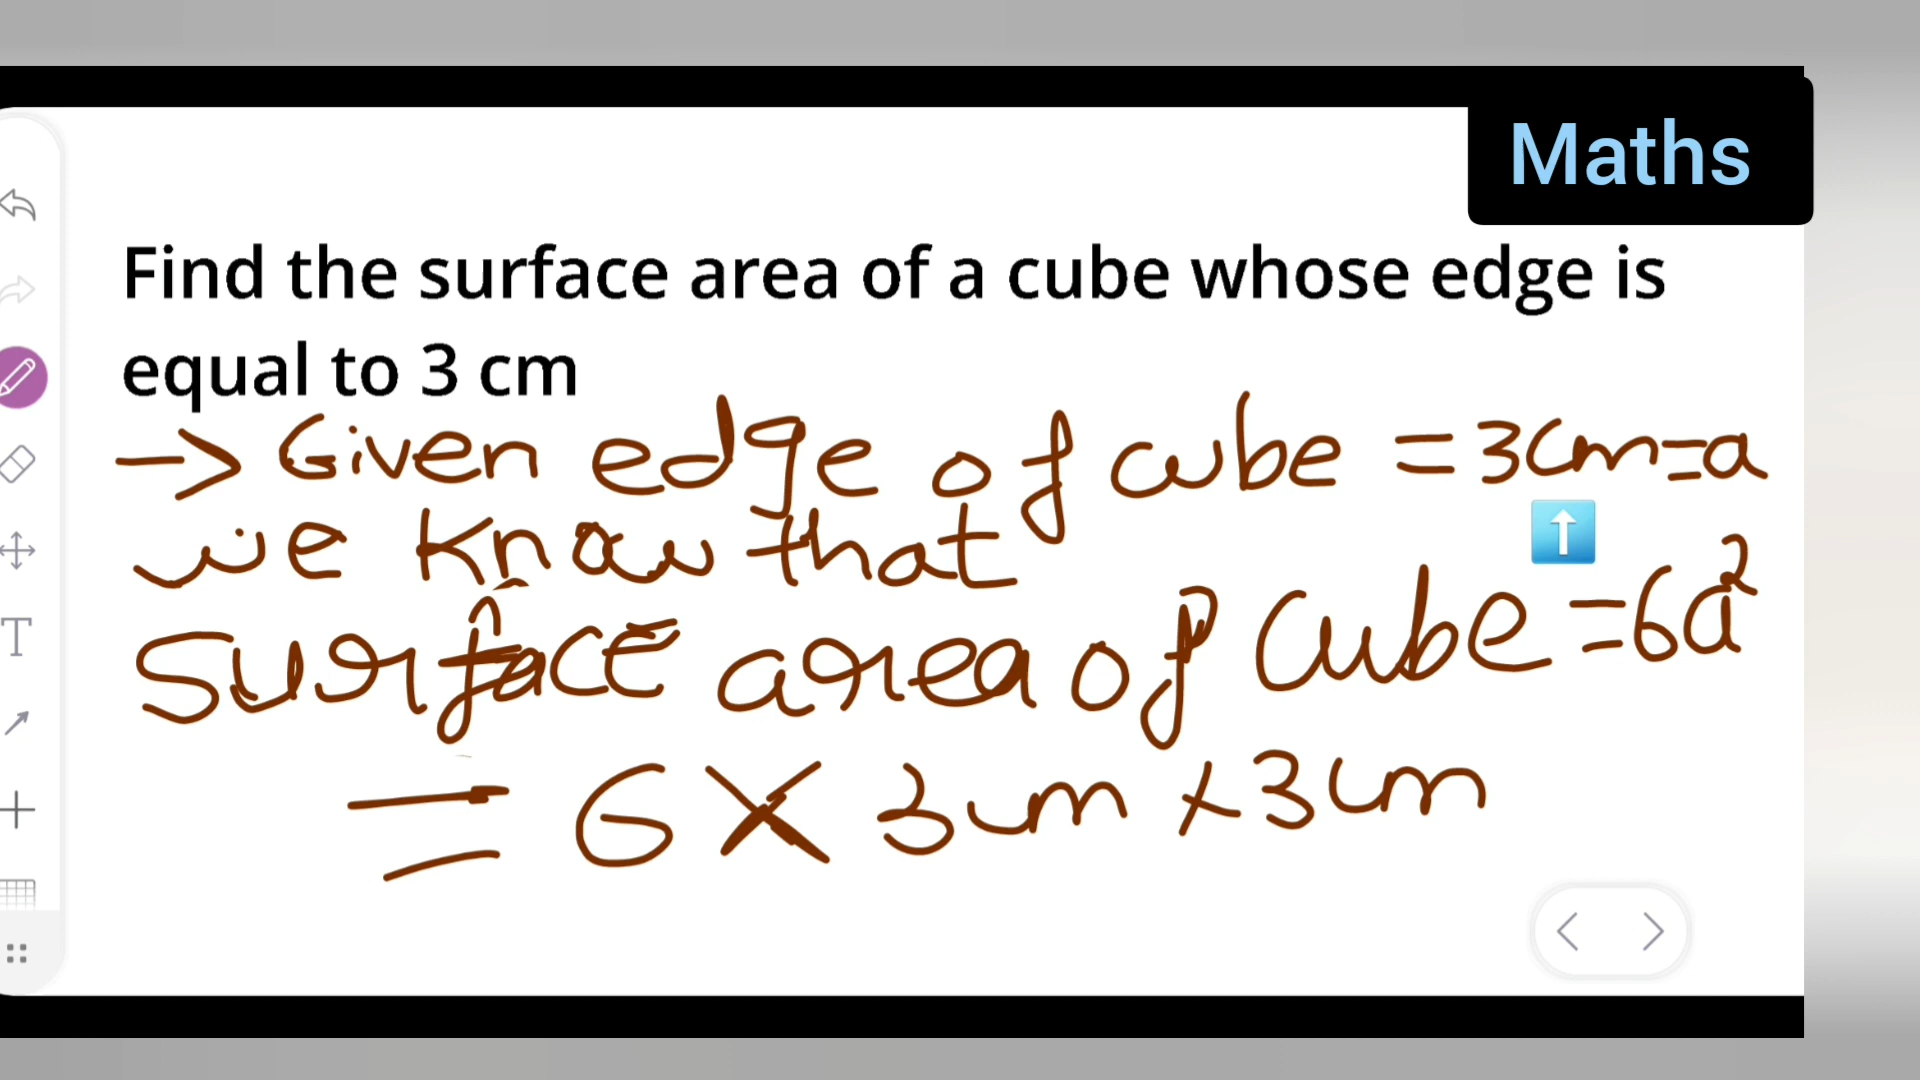 Maths
Find the surface area of a cube whose edge is
equal to 3 cm
→ Given edge of cube = 3cm=a
we know that
surface area of cube = 6a²
= 6 × 3cm × 3cm
T